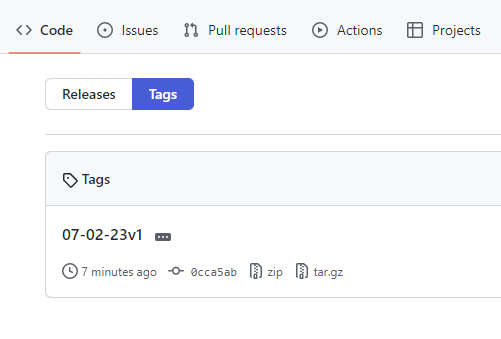 Code Issues Pull requests Actions Projects
Releases Tags
Tags
07-02-23v1
7 minutes ago 0cca5ab zip tar.gz